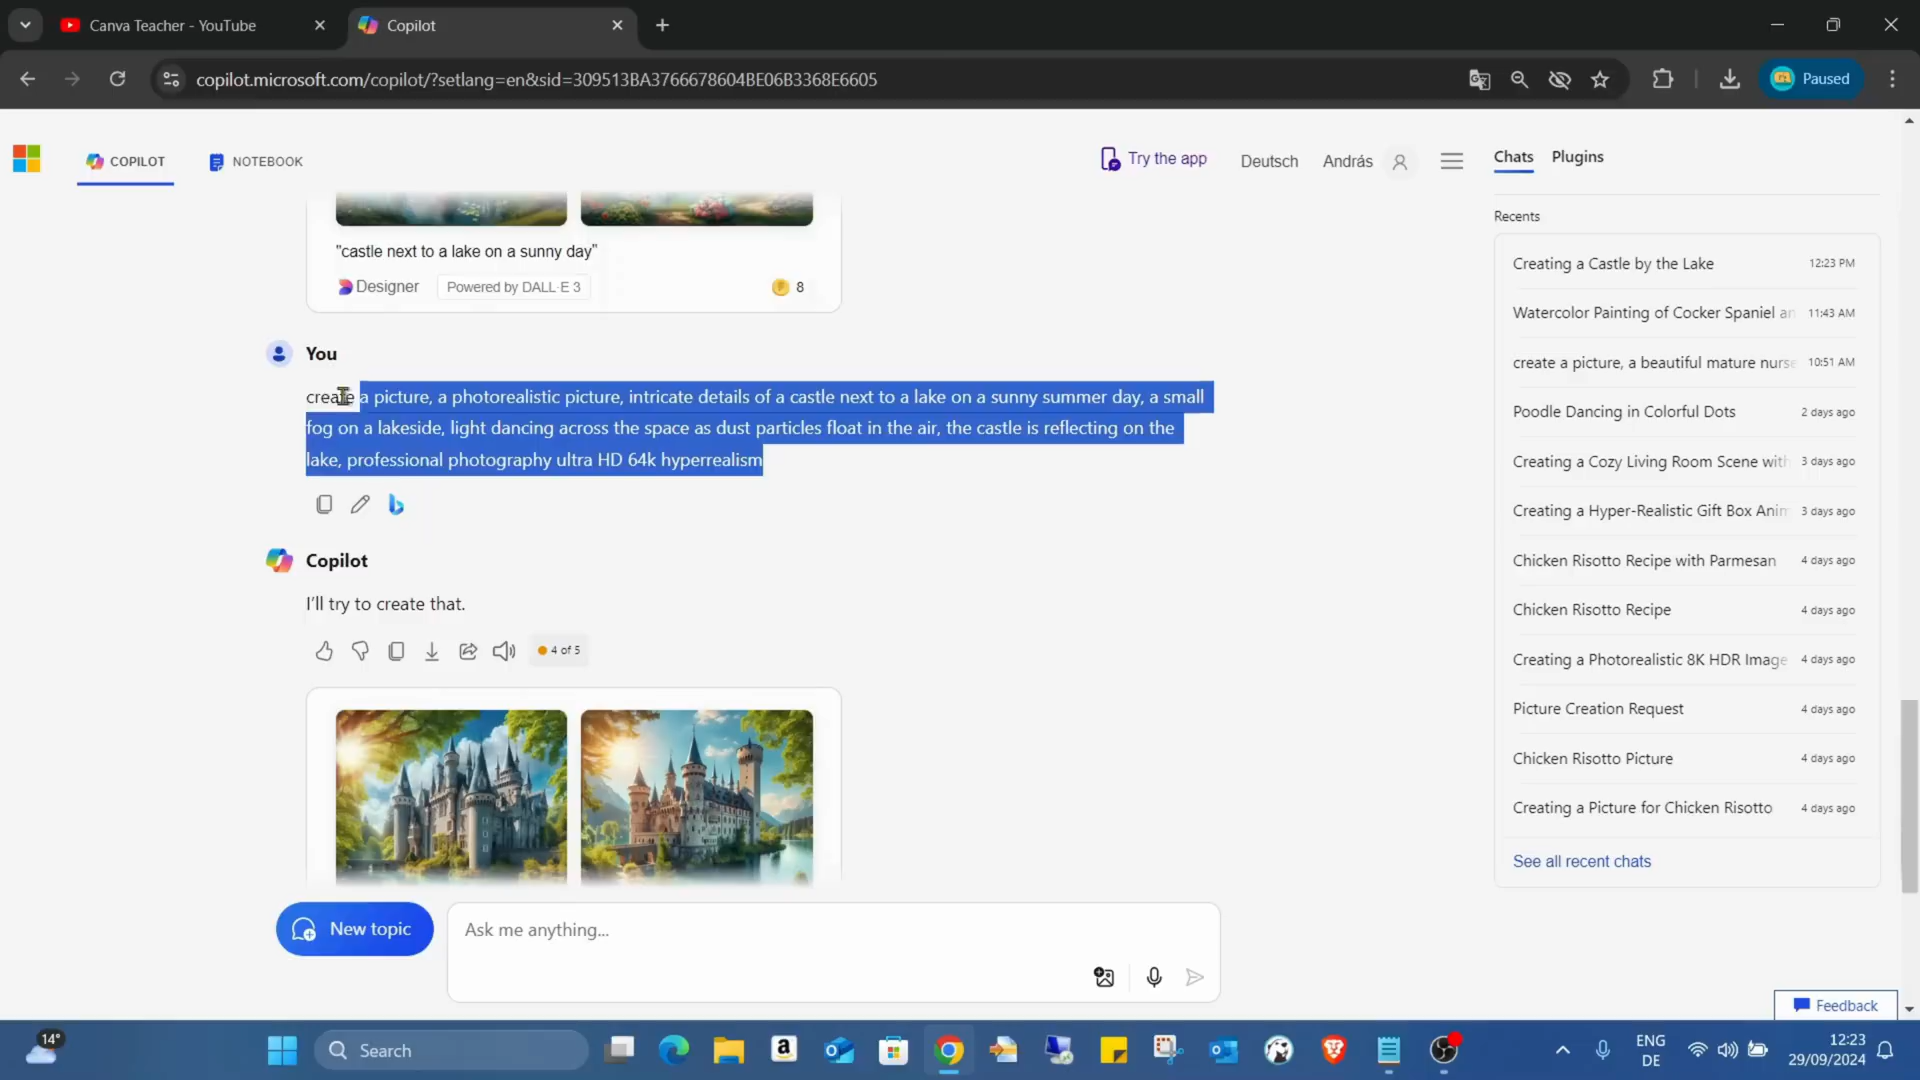 Canva Teacher - YouTube
Copilot
copilot.microsoft.com/copilot/?setlang=en&sid=309513BA3766678604BE06B3368E6605
Paused
COPILOT
NOTEBOOK
Try the app
Deutsch
András
Chats
Plugins
"castle next to a lake on a sunny day"
Designer
Powered by DALL·E 3
8
You
create a picture, a photorealistic picture, intricate details of a castle next to a lake on a sunny summer day, a small
fog on a lakeside, light dancing across the space as dust particles float in the air, the castle is reflecting on the
lake, professional photography ultra HD 64k hyperrealism
Copilot
I'll try to create that.
4 of 5
New topic
Ask me anything...
Recents
Creating a Castle by the Lake 12:23 PM
Watercolor Painting of Cocker Spaniel an 11:43 AM
create a picture, a beautiful mature nurse 10:51 AM
Poodle Dancing in Colorful Dots 2 days ago
Creating a Cozy Living Room Scene with 3 days ago
Creating a Hyper-Realistic Gift Box Anim 3 days ago
Chicken Risotto Recipe with Parmesan 4 days ago
Chicken Risotto Recipe 4 days ago
Creating a Photorealistic 8K HDR Image 4 days ago
Picture Creation Request 4 days ago
Chicken Risotto Picture 4 days ago
Creating a Picture for Chicken Risotto 4 days ago
See all recent chats
Feedback
14°
Search
ENG
DE
12:23
29/09/2024